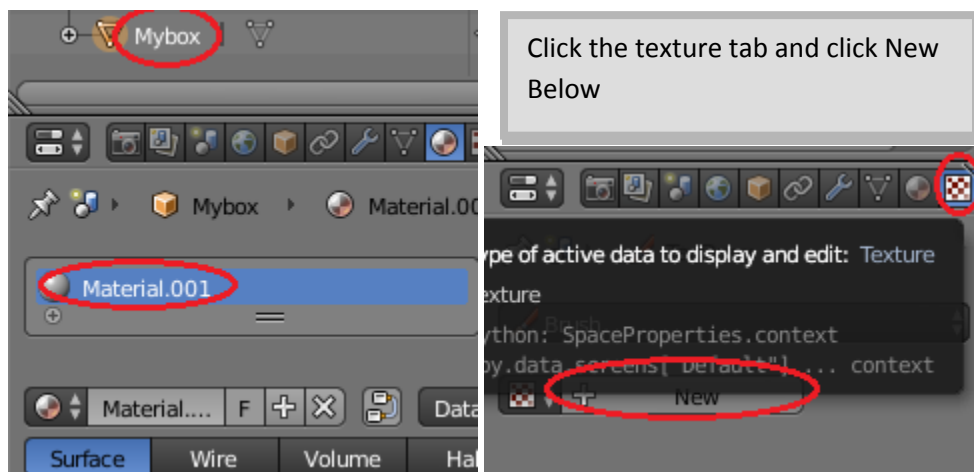 Mybox
Mybox
Material.00
Material.001
Material....
F
Data
Surface
Wire
Volume
Hal
Click the texture tab and click New
Below
ype of active data to display and edit: Texture
exture
Brush
ython: SpaceProperties.context
py.data.screens["Default"] ... context
New